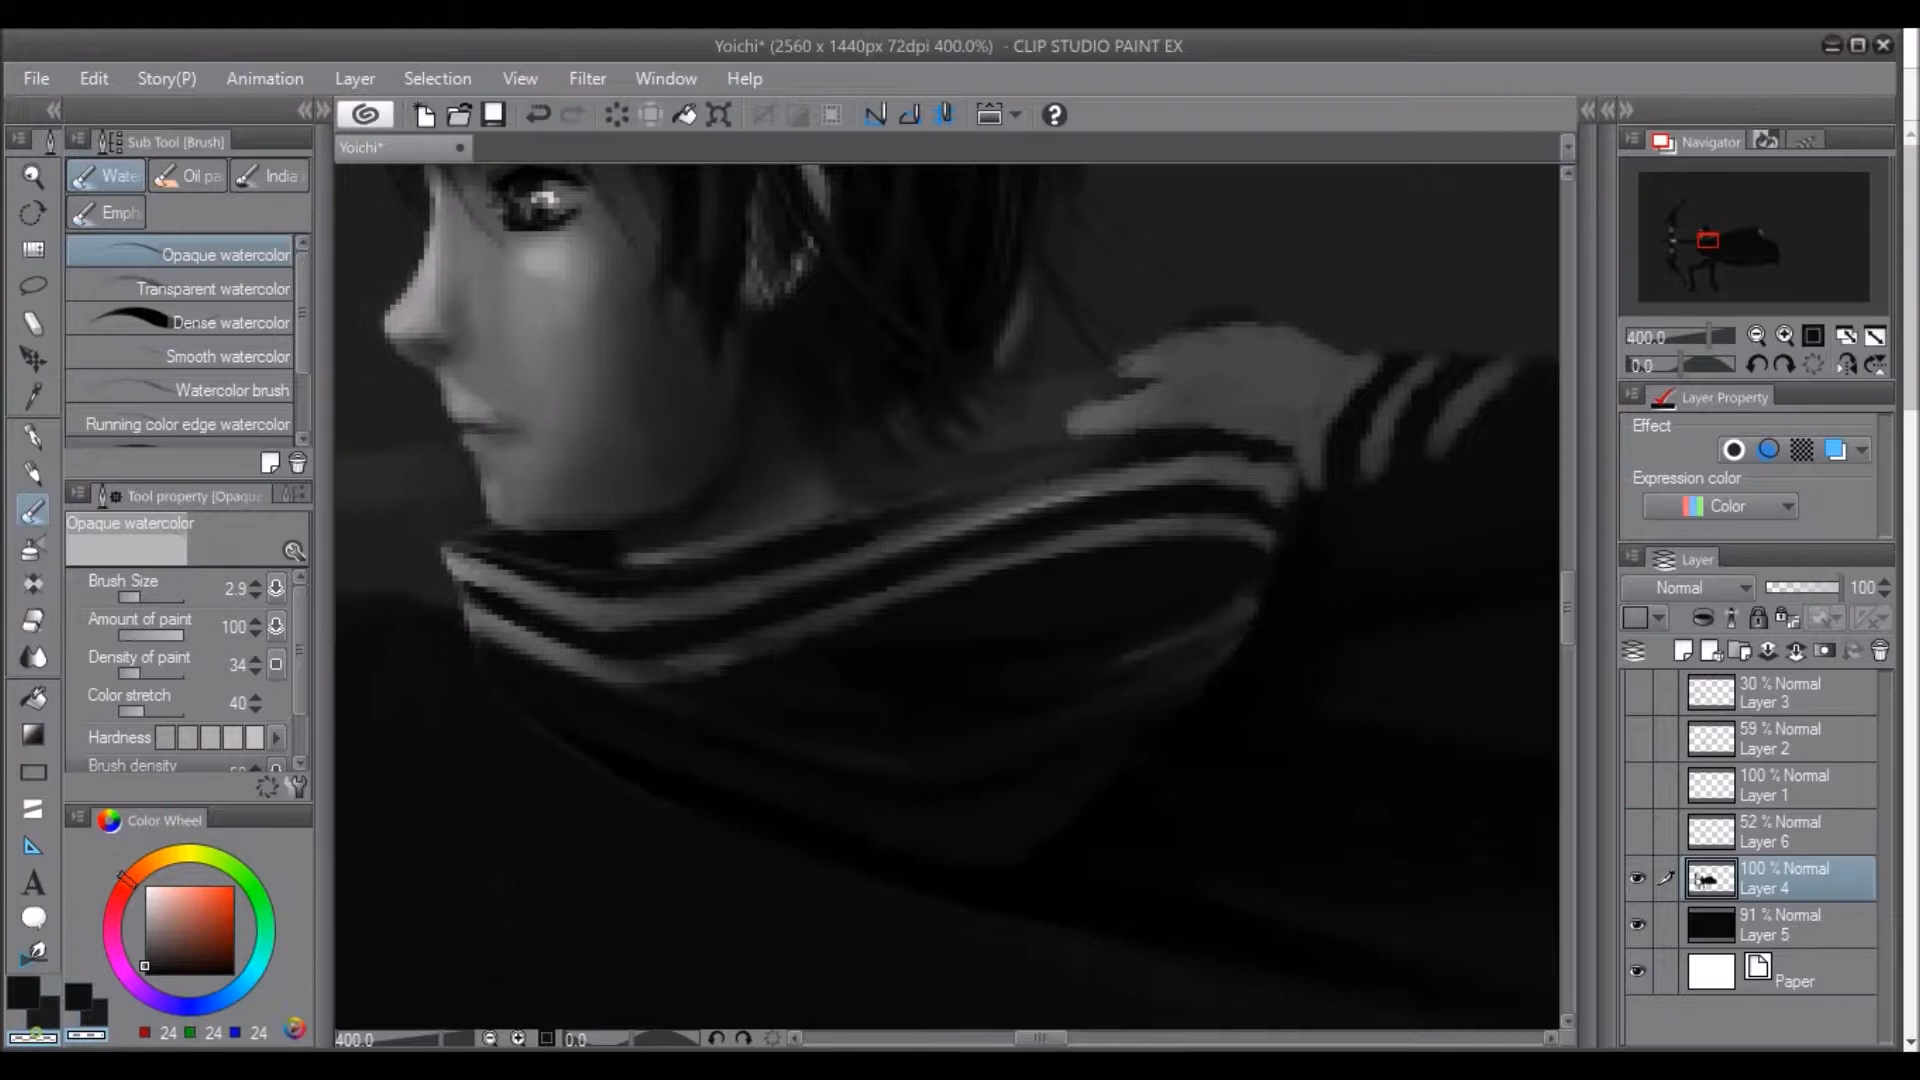 Yoichi* (2560 x 1440px 72dpi 400.0%) - CLIP STUDIO PAINT EX
File Edit Story(P) Animation Layer Selection View Filter Window Help
Sub Tool [Brush]
Yoichi*
Navigator
Wate Oil pa India
Emph
Opaque watercolor
Transparent watercolor
Dense watercolor
Smooth watercolor
Watercolor brush
Running color edge watercolor
400.0
0.0
Layer Property
Effect
Expression color
Color
Tool property [Opaque
Opaque watercolor
Brush Size 2.9
Amount of paint 100
Density of paint 34
Color stretch 40
Hardness
Brush density
Layer
Normal 100
30 % Normal
Layer 3
59 % Normal
Layer 2
100 % Normal
Layer 1
52 % Normal
Layer 6
100 % Normal
Layer 4
91 % Normal
Layer 5
Paper
Color Wheel
24 24 24
400.0 0.0